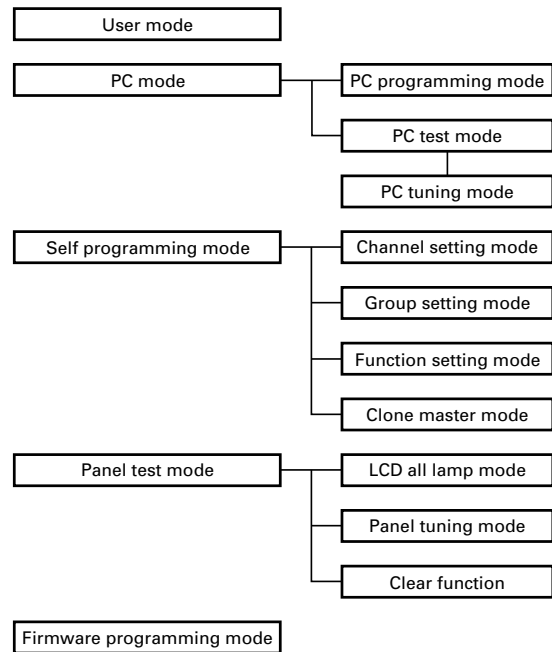 User mode
PC mode
PC programming mode
PC test mode
PC tuning mode
Self programming mode
Channel setting mode
Group setting mode
Function setting mode
Clone master mode
Panel test mode
LCD all lamp mode
Panel tuning mode
Clear function
Firmware programming mode